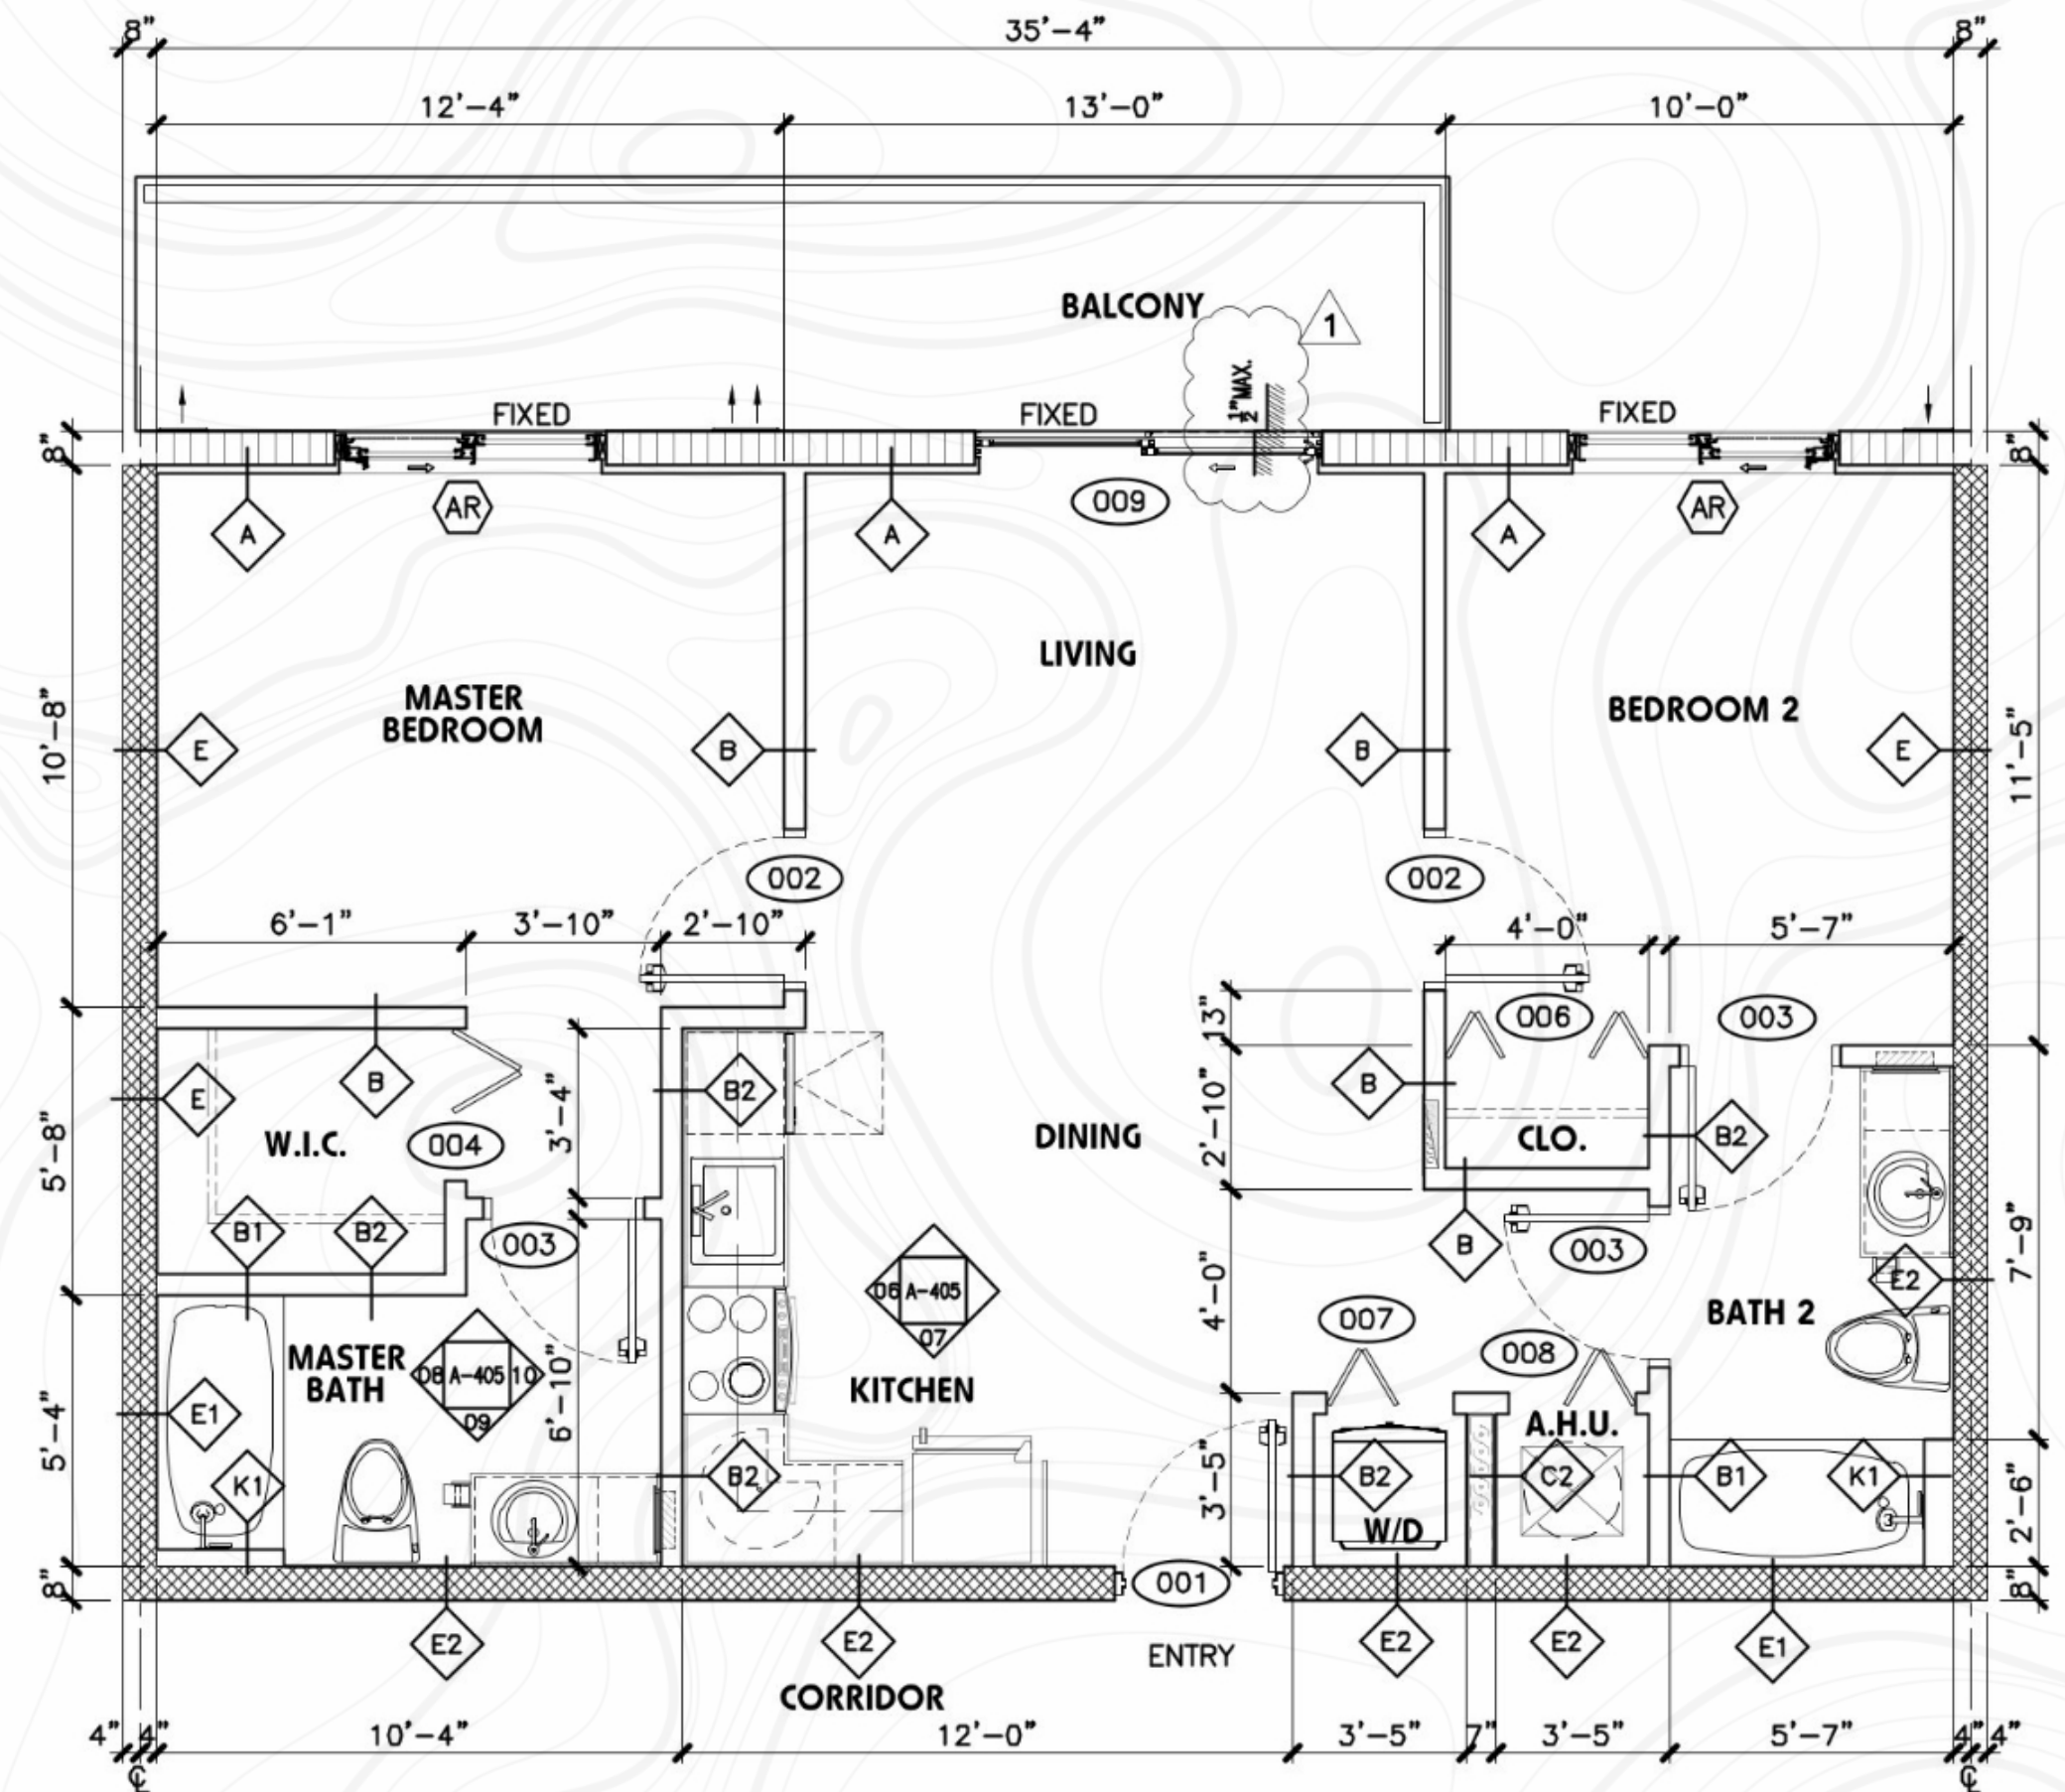 8” 35’-4” 8”
12’-4” 13’-0” 10’-0”
BALCONY
1
1”
2 MAX.
FIXED FIXED FIXED
8” 8”
AR 009 AR
A A A
LIVING
MASTER
BEDROOM
BEDROOM 2
10’-8” 11’-5”
E B B E
002 002
6’-1” 3’-10” 2’-10” 4’-0” 5’-7”
13” 006 003
B B2 B
E
5’-8” 3’-4” 2’-10”
W.I.C. 004 DINING CLO. B2
B1 B2 003 B 003
7’-9”
E2
4’-0”
06 A-405
07
007 BATH 2
008
MASTER
BATH
08 A-405 10
09
KITCHEN
6’-10”
E1
5’-4”
A.H.U.
K1 B2 B2 C2 B1 K1
3’-5” 2’-6”
W/D
8” 001 8”
E2 E2 ENTRY E2 E2 E1
CORRIDOR
4” 4” 10’-4” 12’-0” 3’-5” 7” 3’-5” 5’-7” 4” 4”
℄ ℄